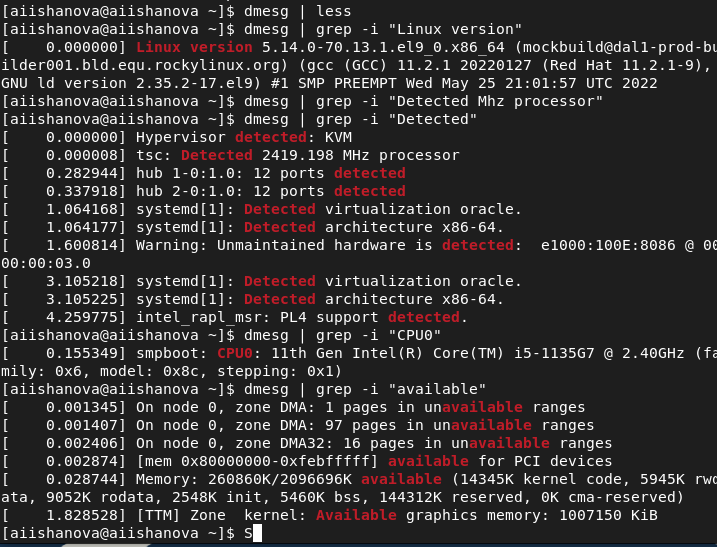 [aiishanova@aiishanova ~]$ dmesg | less
[aiishanova@aiishanova ~]$ dmesg | grep -i "Linux version"
[    0.000000] Linux version 5.14.0-70.13.1.el9_0.x86_64 (mockbuild@dal1-prod-bu
ilder001.bld.equ.rockylinux.org) (gcc (GCC) 11.2.1 20220127 (Red Hat 11.2.1-9),
GNU ld version 2.35.2-17.el9) #1 SMP PREEMPT Wed May 25 21:01:57 UTC 2022
[aiishanova@aiishanova ~]$ dmesg | grep -i "Detected Mhz processor"
[aiishanova@aiishanova ~]$ dmesg | grep -i "Detected"
[    0.000000] Hypervisor detected: KVM
[    0.000008] tsc: Detected 2419.198 MHz processor
[    0.282944] hub 1-0:1.0: 12 ports detected
[    0.337918] hub 2-0:1.0: 12 ports detected
[    1.064168] systemd[1]: Detected virtualization oracle.
[    1.064177] systemd[1]: Detected architecture x86-64.
[    1.600814] Warning: Unmaintained hardware is detected:  e1000:100E:8086 @ 00
00:00:03.0
[    3.105218] systemd[1]: Detected virtualization oracle.
[    3.105225] systemd[1]: Detected architecture x86-64.
[    4.259775] intel_rapl_msr: PL4 support detected.
[aiishanova@aiishanova ~]$ dmesg | grep -i "CPU0"
[    0.155349] smpboot: CPU0: 11th Gen Intel(R) Core(TM) i5-1135G7 @ 2.40GHz (fa
mily: 0x6, model: 0x8c, stepping: 0x1)
[aiishanova@aiishanova ~]$ dmesg | grep -i "available"
[    0.001345] On node 0, zone DMA: 1 pages in unavailable ranges
[    0.001407] On node 0, zone DMA: 97 pages in unavailable ranges
[    0.002406] On node 0, zone DMA32: 16 pages in unavailable ranges
[    0.002874] [mem 0x80000000-0xfebfffff] available for PCI devices
[    0.028744] Memory: 260860K/2096696K available (14345K kernel code, 5945K rwd
ata, 9052K rodata, 2548K init, 5460K bss, 144312K reserved, 0K cma-reserved)
[    1.828528] [TTM] Zone  kernel: Available graphics memory: 1007150 KiB
[aiishanova@aiishanova ~]$ S